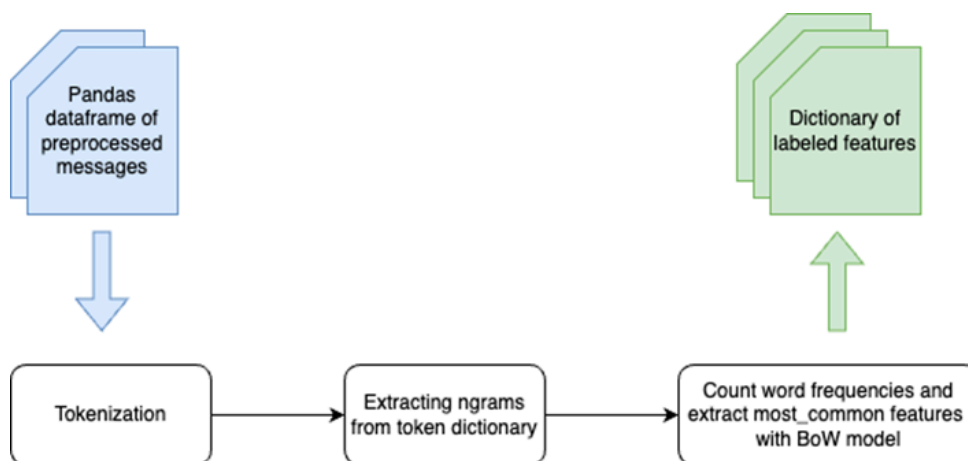 Pandas
dataframe of
preprocessed
messages
Dictionary of
labeled features
Tokenization
Extracting ngrams
from token dictionary
Count word frequencies and
extract most_common features
with BoW model